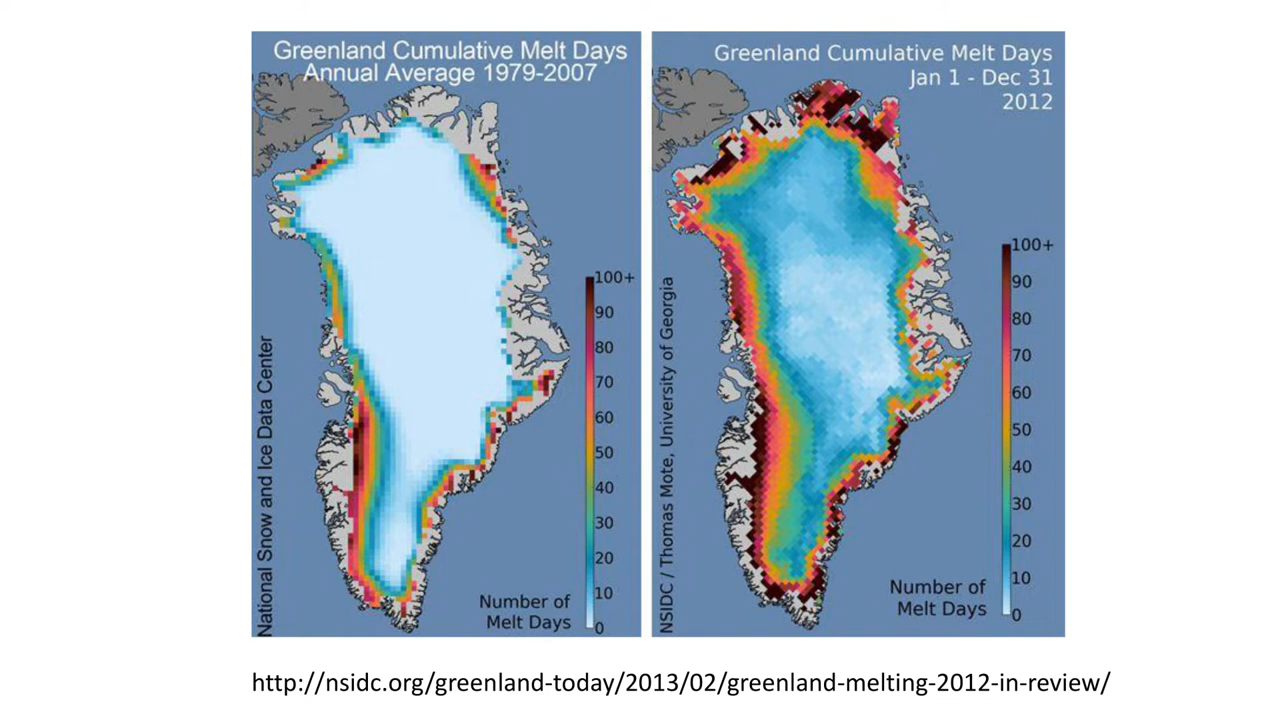 Greenland Cumulative Melt Days
Annual Average 1979-2007
100+
90
80
70
60
50
40
30
20
10
0
Number of
Melt Days
National Snow and Ice Data Center
Greenland Cumulative Melt Days
Jan 1 - Dec 31
2012
100+
90
80
70
60
50
40
30
20
10
0
Number of
Melt Days
NSIDC / Thomas Mote, University of Georgia
http://nsidc.org/greenland-today/2013/02/greenland-melting-2012-in-review/